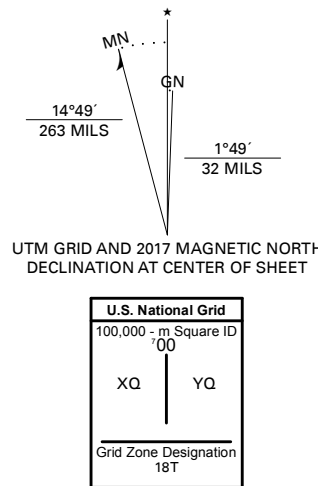 ★
MN
GN
14°49´
263 MILS
1°49´
32 MILS
UTM GRID AND 2017 MAGNETIC NORTH
DECLINATION AT CENTER OF SHEET
U.S. National Grid
100,000 - m Square ID
⁷00
XQ YQ
Grid Zone Designation
18T